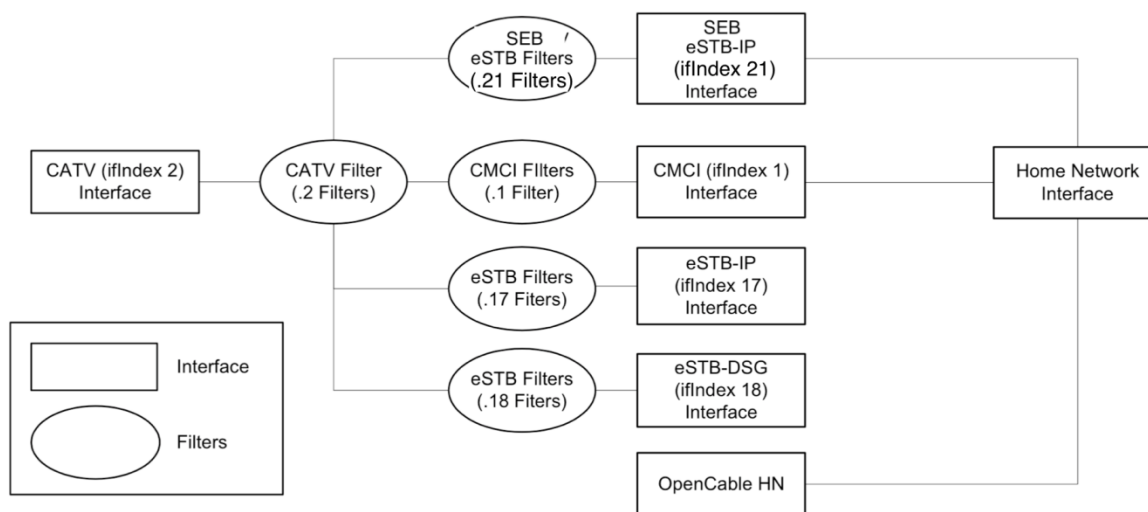 SEB
eSTB Filters
(.21 Filters)
SEB
eSTB-IP
(ifIndex 21)
Interface
CATV (ifIndex 2)
Interface
CATV Filter
(.2 Filters)
CMCI FIlters
(.1 Filter)
CMCI (ifIndex 1)
Interface
Home Network
Interface
eSTB Filters
(.17 Fiters)
eSTB-IP
(ifIndex 17)
Interface
eSTB Filters
(.18 Fiters)
eSTB-DSG
(ifIndex 18)
Interface
OpenCable HN
Interface
Filters